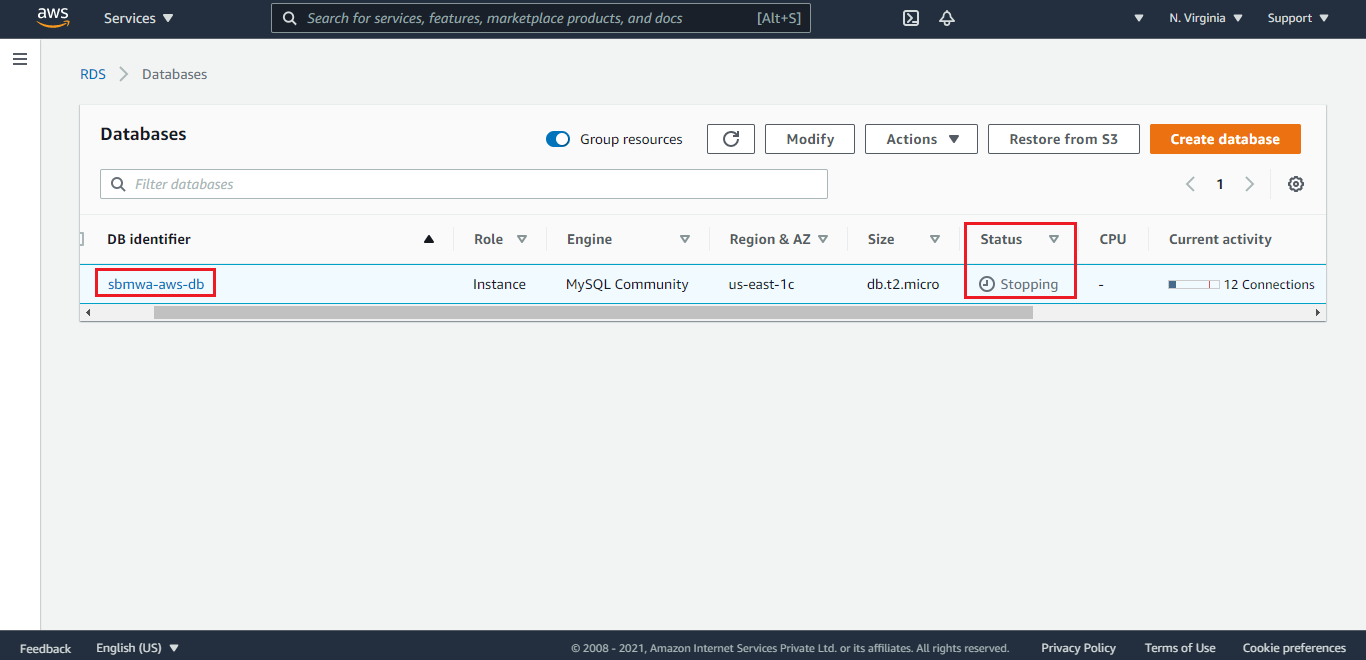 aws Services Search for services, features, marketplace products, and docs [Alt+S] N. Virginia Support
RDS Databases
Databases
Group resources Modify Actions Restore from S3 Create database
Filter databases 1
DB identifier Role Engine Region & AZ Size Status CPU Current activity
sbmwa-aws-db Instance MySQL Community us-east-1c db.t2.micro Stopping - 12 Connections
Feedback English (US) © 2008 - 2021, Amazon Internet Services Private Ltd. or its affiliates. All rights reserved. Privacy Policy Terms of Use Cookie preferences